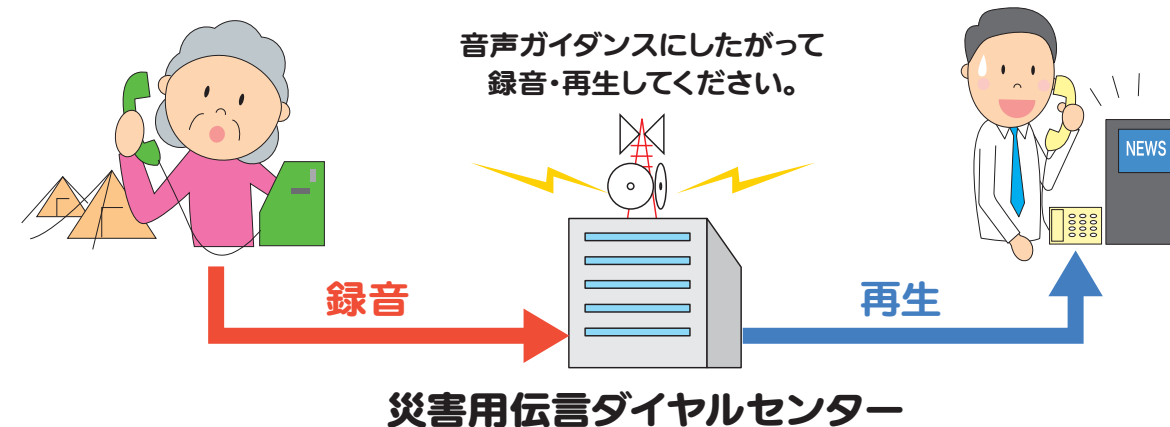 音声ガイダンスにしたがって
録音・再生してください。
NEWS
録音
再生
災害用伝言ダイヤルセンター